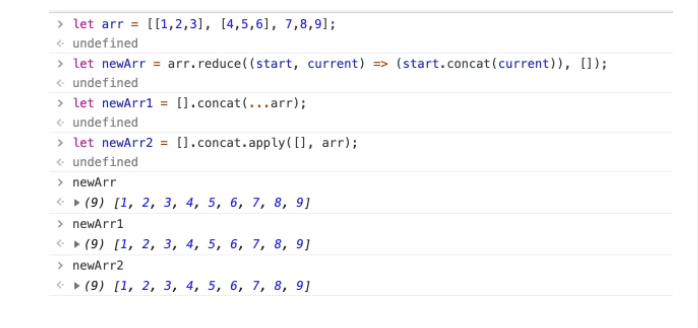 > let arr = [[1,2,3], [4,5,6], 7,8,9];
<· undefined
> let newArr = arr.reduce((start, current) => (start.concat(current)), []);
<· undefined
> let newArr1 = [].concat(...arr);
<· undefined
> let newArr2 = [].concat.apply([], arr);
<· undefined
> newArr
<· ▶(9) [1, 2, 3, 4, 5, 6, 7, 8, 9]
> newArr1
<· ▶(9) [1, 2, 3, 4, 5, 6, 7, 8, 9]
> newArr2
<· ▶(9) [1, 2, 3, 4, 5, 6, 7, 8, 9]